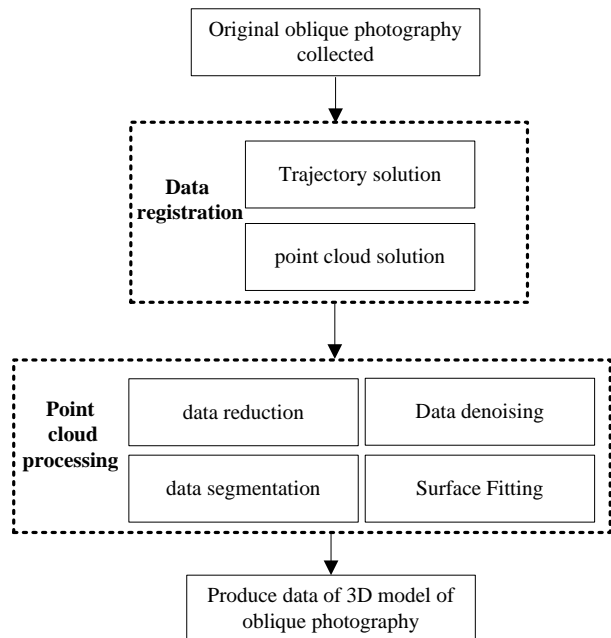 Original oblique photography
collected
Data
registration
Trajectory solution
point cloud solution
Point
cloud
processing
data reduction
Data denoising
data segmentation
Surface Fitting
Produce data of 3D model of
oblique photography